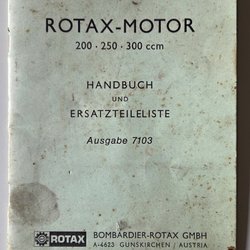 ROTAX-MOTOR
200 · 250 · 300 ccm
HANDBUCH
UND
ERSATZTEILELISTE
Ausgabe 7103
ROTAX
BOMBARDIER-ROTAX GMBH
A-4623 GUNSKIRCHEN / AUSTRIA